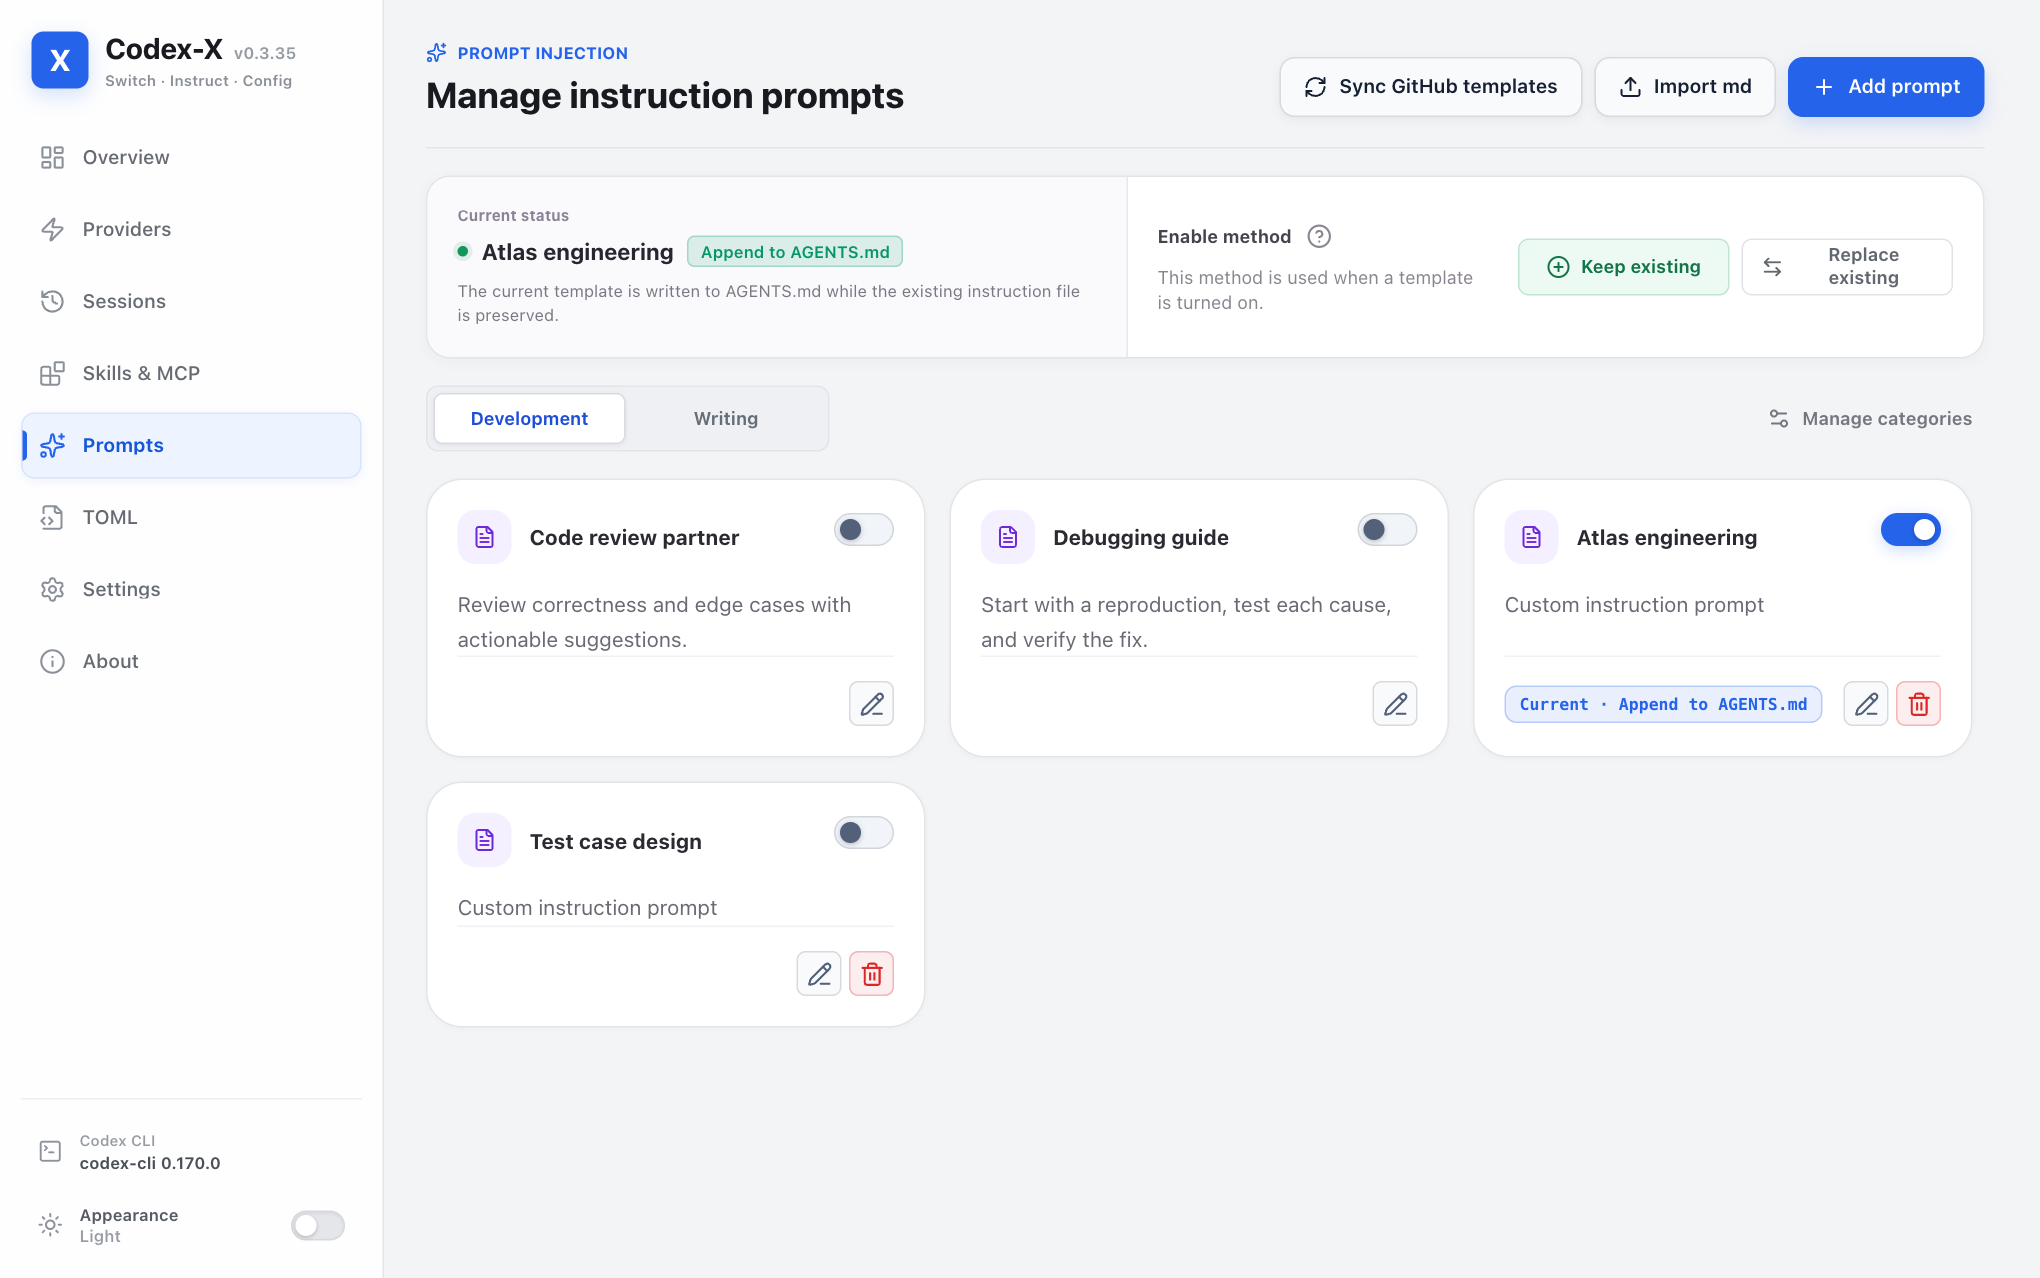 X
Codex-X v0.3.35
Switch · Instruct · Config
Overview
Providers
Sessions
Skills & MCP
Prompts
TOML
Settings
About
Codex CLI
codex-cli 0.170.0
Appearance
Light
PROMPT INJECTION
Manage instruction prompts
Sync GitHub templates
Import md
Add prompt
Current status
Atlas engineering Append to AGENTS.md
The current template is written to AGENTS.md while the existing instruction file
is preserved.
Enable method
This method is used when a template
is turned on.
Keep existing
Replace
existing
Development
Writing
Manage categories
Code review partner
Review correctness and edge cases with
actionable suggestions.
Debugging guide
Start with a reproduction, test each cause,
and verify the fix.
Atlas engineering
Custom instruction prompt
Current · Append to AGENTS.md
Test case design
Custom instruction prompt